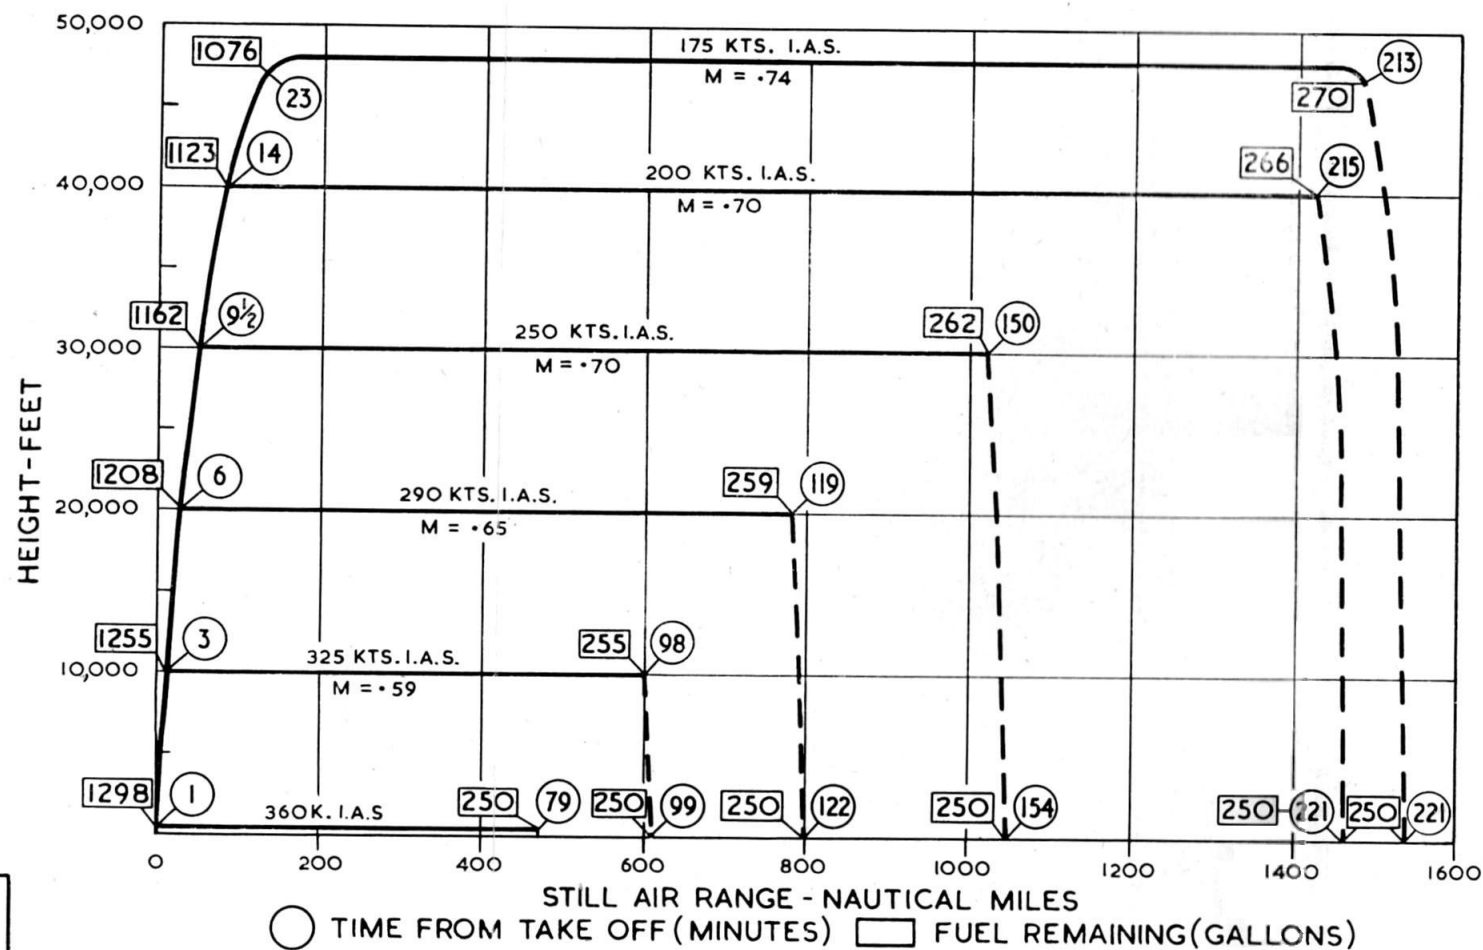 50,000
1076
175 KTS. I.A.S.
213
M = ·74
23
270
1123
14
266
215
40,000
200 KTS. I.A.S.
M = ·70
1162
9½
262
150
250 KTS. I.A.S.
30,000
M = ·70
1208
6
259
119
290 KTS. I.A.S.
20,000
M = ·65
HEIGHT-FEET
1255
3
255
98
325 KTS. I.A.S.
10,000
M = ·59
1298
1
250
79
250
99
250
122
250
154
250
221
250
221
360K. I.A.S
0 200 400 600 800 1000 1200 1400 1600
STILL AIR RANGE - NAUTICAL MILES
TIME FROM TAKE OFF (MINUTES) FUEL REMAINING (GALLONS)